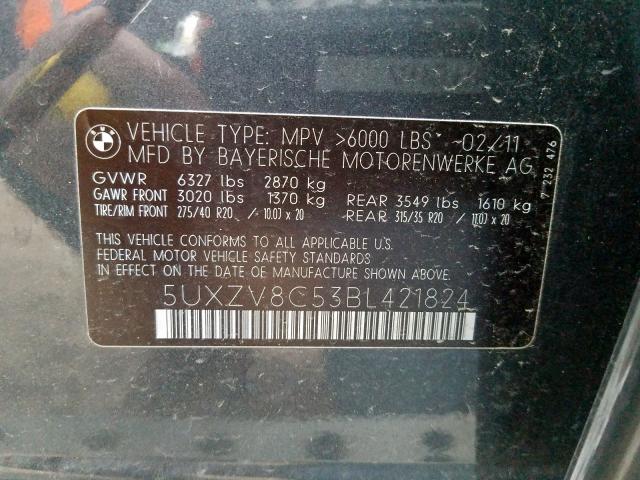 VEHICLE TYPE: MPV >6000 LBS 02/11
MFD BY BAYERISCHE MOTORENWERKE AG
GVWR 6327 lbs 2870 kg
GAWR FRONT 3020 lbs 1370 kg REAR 3549 lbs 1610 kg
TIRE/RIM FRONT 275/40 R20 / 10.0J x 20 REAR 315/35 R20 / 11.0J x 20
THIS VEHICLE CONFORMS TO ALL APPLICABLE U.S.
FEDERAL MOTOR VEHICLE SAFETY STANDARDS
IN EFFECT ON THE DATE OF MANUFACTURE SHOWN ABOVE.
5UXZV8C53BL421824
7 232 476
BMW